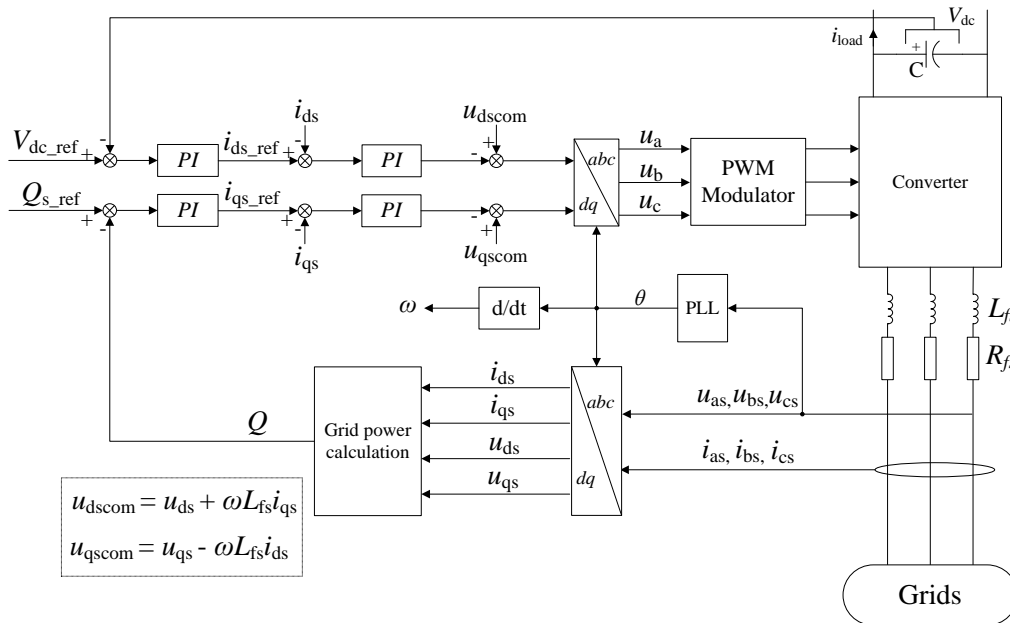 V_dc
i_load
+
C
i_ds
u_dscom
V_dc_ref
-
+
PI
i_ds_ref
+
-
PI
-
+
abc
dq
u_a
u_b
u_c
PWM
Modulator
Converter
Q_s_ref
+
-
PI
i_qs_ref
+
-
PI
-
+
i_qs
u_qscom
ω
d/dt
θ
PLL
L_f
R_f
Q
Grid power
calculation
i_ds
i_qs
u_ds
u_qs
abc
dq
u_as,u_bs,u_cs
i_as, i_bs, i_cs
u_dscom = u_ds + ωL_fs i_qs
u_qscom = u_qs - ωL_fs i_ds
Grids